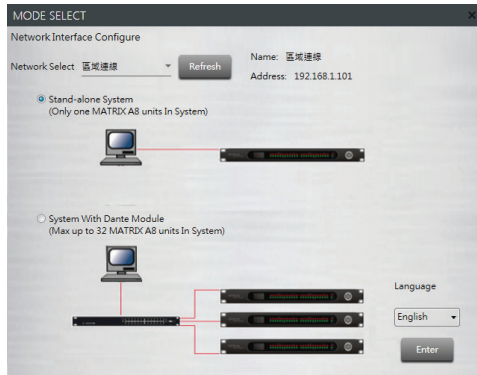 MODE SELECT ×
Network Interface Configure
Network Select 區域連線 Refresh
Name: 區域連線
Address: 192.168.1.101
Stand-alone System
(Only one MATRIX A8 units In System)
System With Dante Module
(Max up to 32 MATRIX A8 units In System)
Language
English
Enter